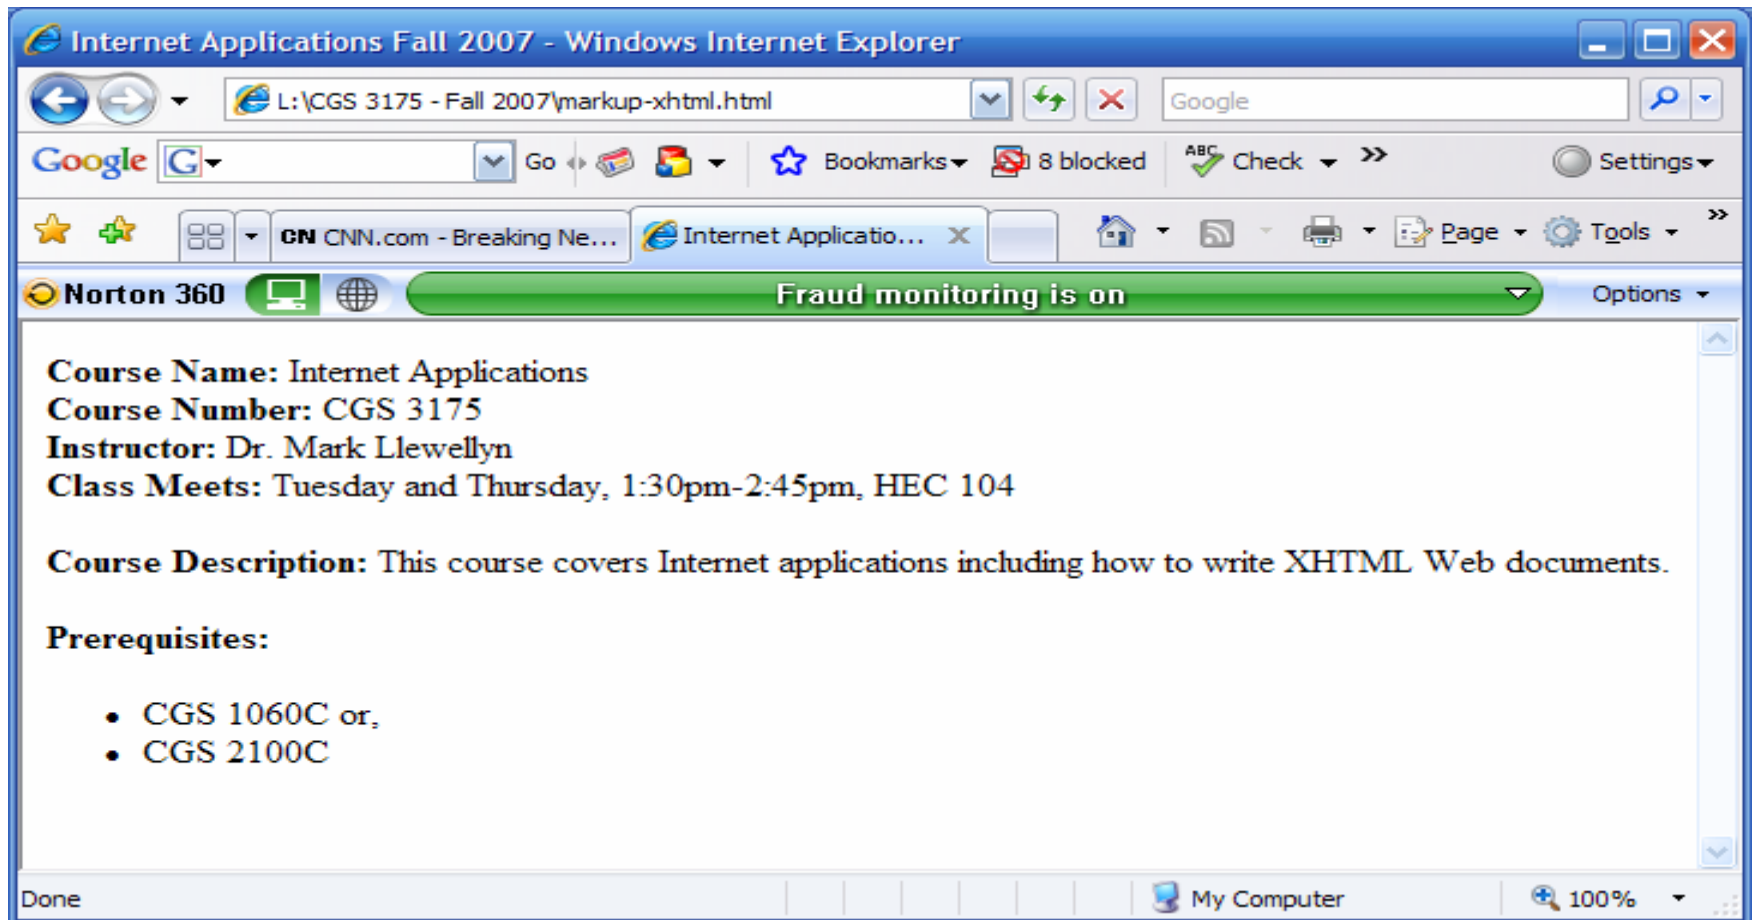 Internet Applications Fall 2007 - Windows Internet Explorer
L:\CGS 3175 - Fall 2007\markup-xhtml.html Google
Google G Go Bookmarks 8 blocked ABC Check » Settings
CNN CNN.com - Breaking Ne... Internet Applicatio... Page Tools »
Norton 360 Fraud monitoring is on Options
Course Name: Internet Applications
Course Number: CGS 3175
Instructor: Dr. Mark Llewellyn
Class Meets: Tuesday and Thursday, 1:30pm-2:45pm, HEC 104
Course Description: This course covers Internet applications including how to write XHTML Web documents.
Prerequisites:
• CGS 1060C or,
• CGS 2100C
Done My Computer 100%